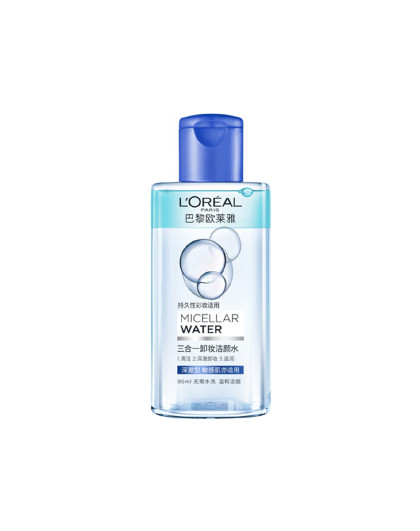 L'ORÉAL
PARIS
巴黎欧莱雅
持久性彩妆适用
MICELLAR
WATER
三合一卸妆洁颜水
1.清洁 2.深澈卸妆 3.滋润
深澈型 敏感肌亦适用
95ml 无需水洗 温和洁面